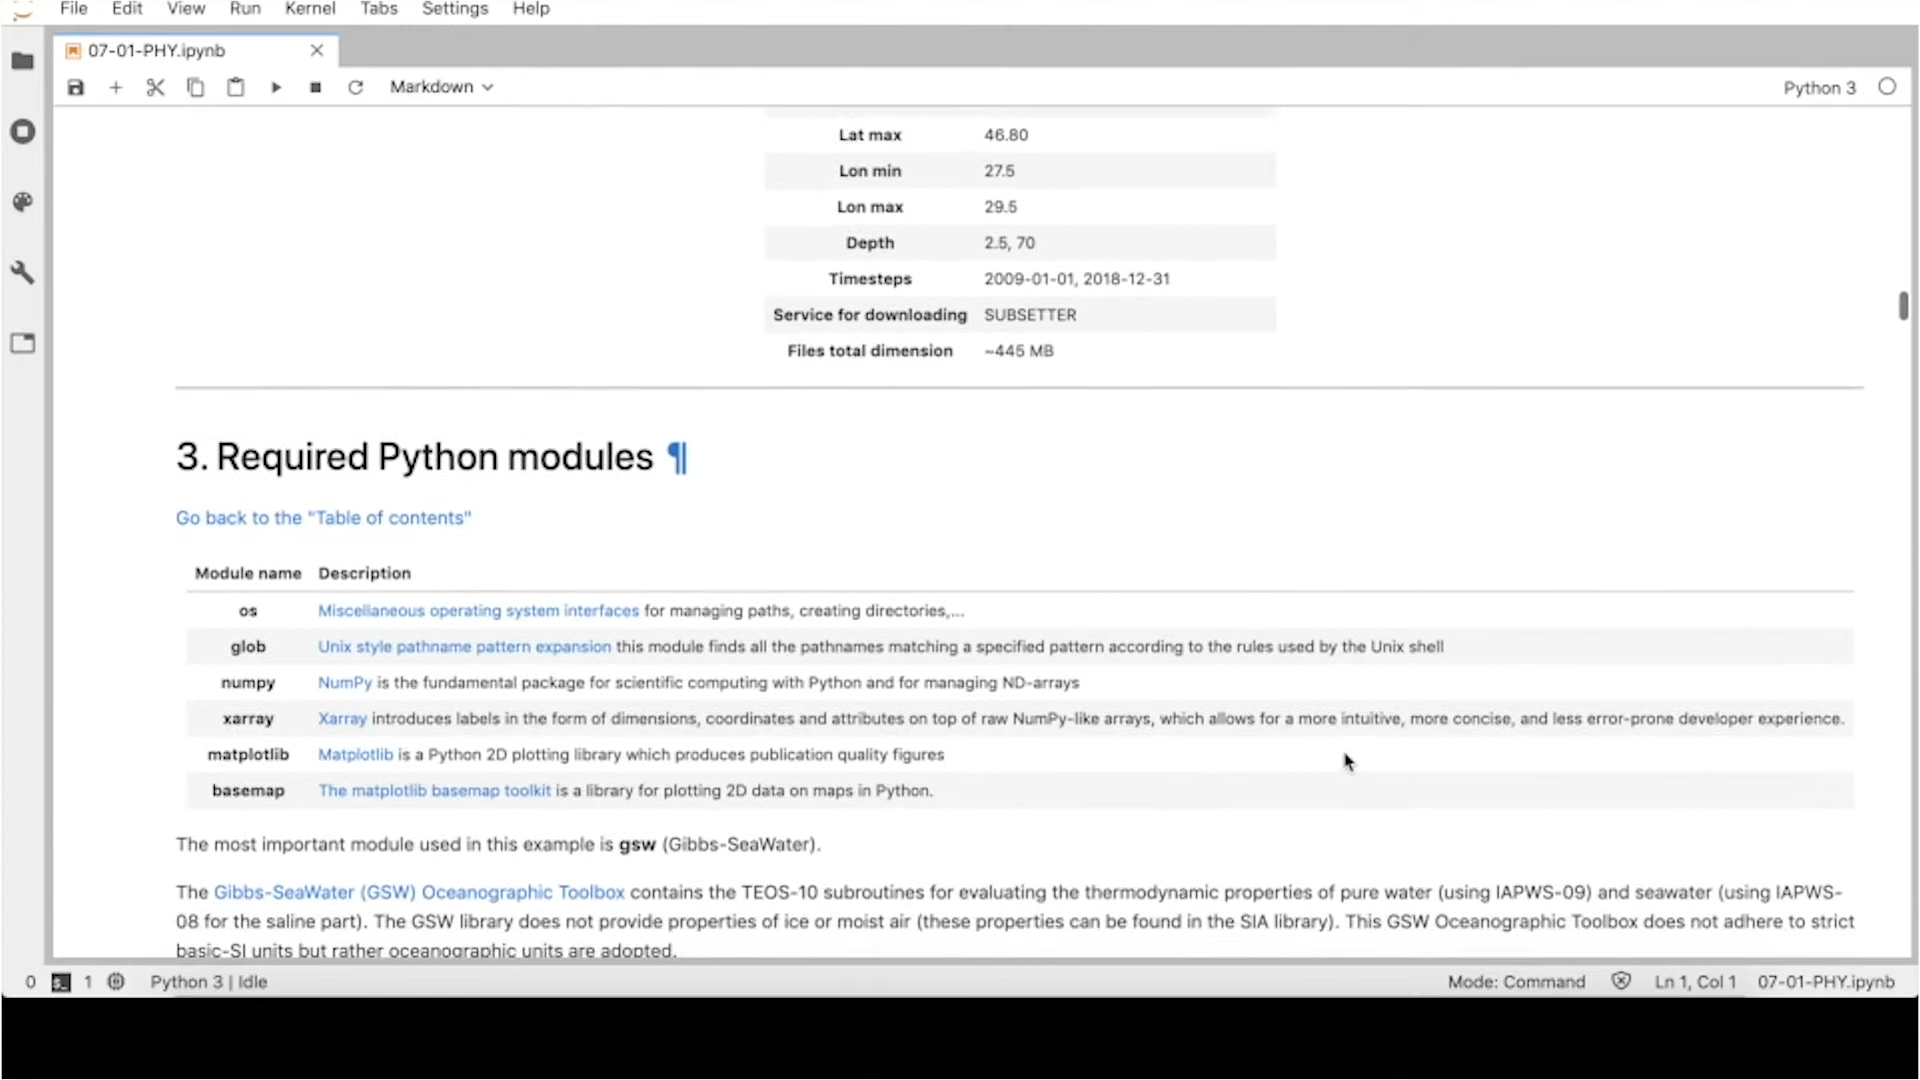 File Edit View Run Kernel Tabs Settings Help
07-01-PHY.ipynb
Markdown Python 3
Lat max 46.80
Lon min 27.5
Lon max 29.5
Depth 2.5, 70
Timesteps 2009-01-01, 2018-12-31
Service for downloading SUBSETTER
Files total dimension ~445 MB
3. Required Python modules ¶
Go back to the "Table of contents"
Module name Description
os Miscellaneous operating system interfaces for managing paths, creating directories,...
glob Unix style pathname pattern expansion this module finds all the pathnames matching a specified pattern according to the rules used by the Unix shell
numpy NumPy is the fundamental package for scientific computing with Python and for managing ND-arrays
xarray Xarray introduces labels in the form of dimensions, coordinates and attributes on top of raw NumPy-like arrays, which allows for a more intuitive, more concise, and less error-prone developer experience.
matplotlib Matplotlib is a Python 2D plotting library which produces publication quality figures
basemap The matplotlib basemap toolkit is a library for plotting 2D data on maps in Python.
The most important module used in this example is gsw (Gibbs-SeaWater).
The Gibbs-SeaWater (GSW) Oceanographic Toolbox contains the TEOS-10 subroutines for evaluating the thermodynamic properties of pure water (using IAPWS-09) and seawater (using IAPWS-
08 for the saline part). The GSW library does not provide properties of ice or moist air (these properties can be found in the SIA library). This GSW Oceanographic Toolbox does not adhere to strict
basic-SI units but rather oceanographic units are adopted.
0 1 Python 3 | Idle Mode: Command Ln 1, Col 1 07-01-PHY.ipynb